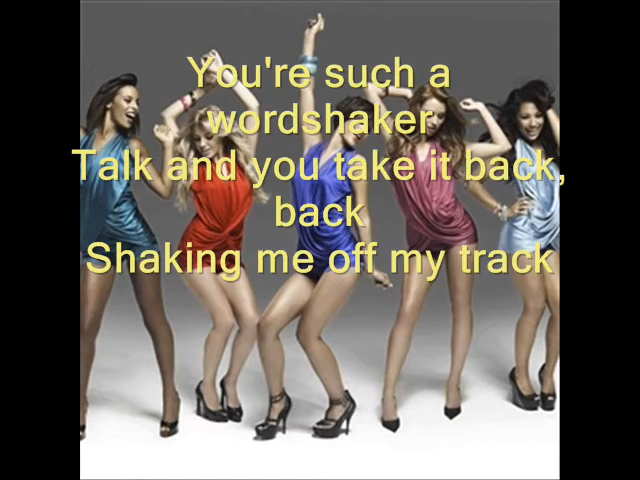 You're such a
wordshaker
Talk and you take it back,
back
Shaking me off my track